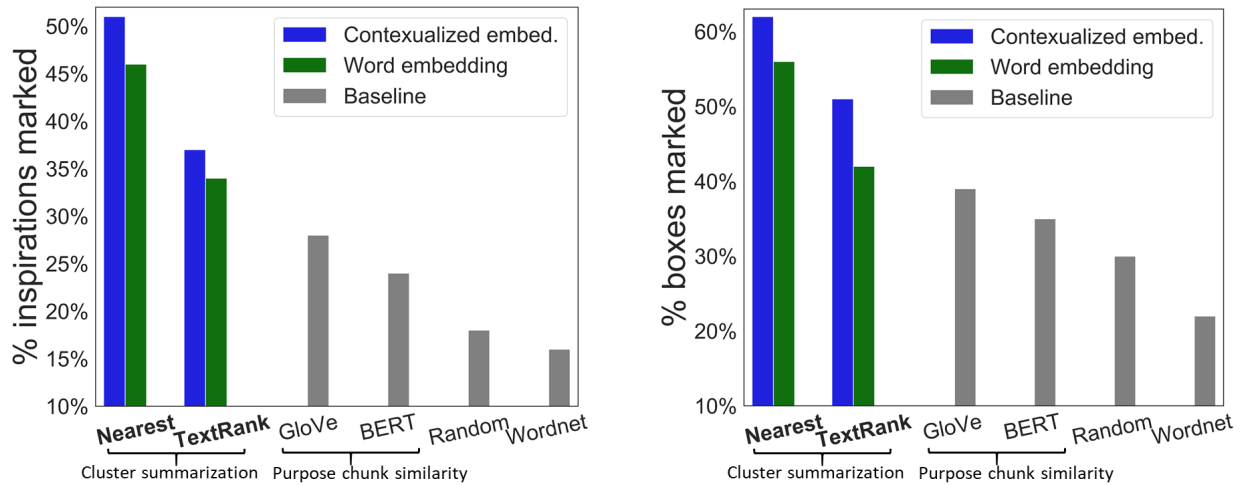 % inspirations marked
50%
45%
40%
35%
30%
25%
20%
15%
10%
Contexualized embed.
Word embedding
Baseline
Nearest TextRank GloVe BERT Random Wordnet
Cluster summarization Purpose chunk similarity
% boxes marked
60%
50%
40%
30%
20%
10%
Contexualized embed.
Word embedding
Baseline
Nearest TextRank GloVe BERT Random Wordnet
Cluster summarization Purpose chunk similarity